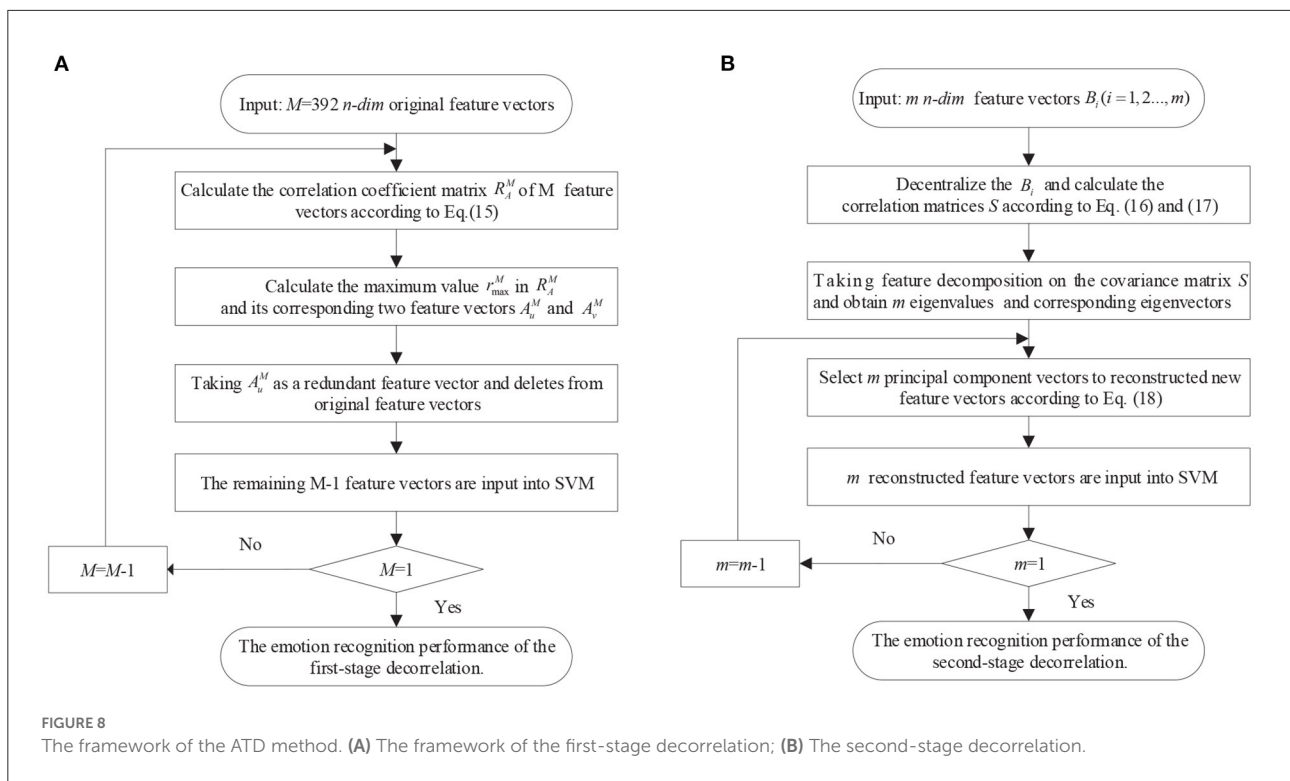 A
Input: M=392 n-dim original feature vectors
Calculate the correlation coefficient matrix R_A^M of M feature
vectors according to Eq.(15)
Calculate the maximum value r_max^M in R_A^M
and its corresponding two feature vectors A_u^M and A_v^M
Taking A_u^M as a redundant feature vector and deletes from
original feature vectors
The remaining M-1 feature vectors are input into SVM
No
M=M-1
M=1
Yes
The emotion recognition performance of the
first-stage decorrelation.
B
Input: m n-dim feature vectors B_i(i=1,2...,m)
Decentralize the B_i and calculate the
correlation matrices S according to Eq. (16) and (17)
Taking feature decomposition on the covariance matrix S
and obtain m eigenvalues and corresponding eigenvectors
Select m principal component vectors to reconstructed new
feature vectors according to Eq. (18)
m reconstructed feature vectors are input into SVM
No
m=m-1
m=1
Yes
The emotion recognition performance of the
second-stage decorrelation.
FIGURE 8
The framework of the ATD method. (A) The framework of the first-stage decorrelation; (B) The second-stage decorrelation.